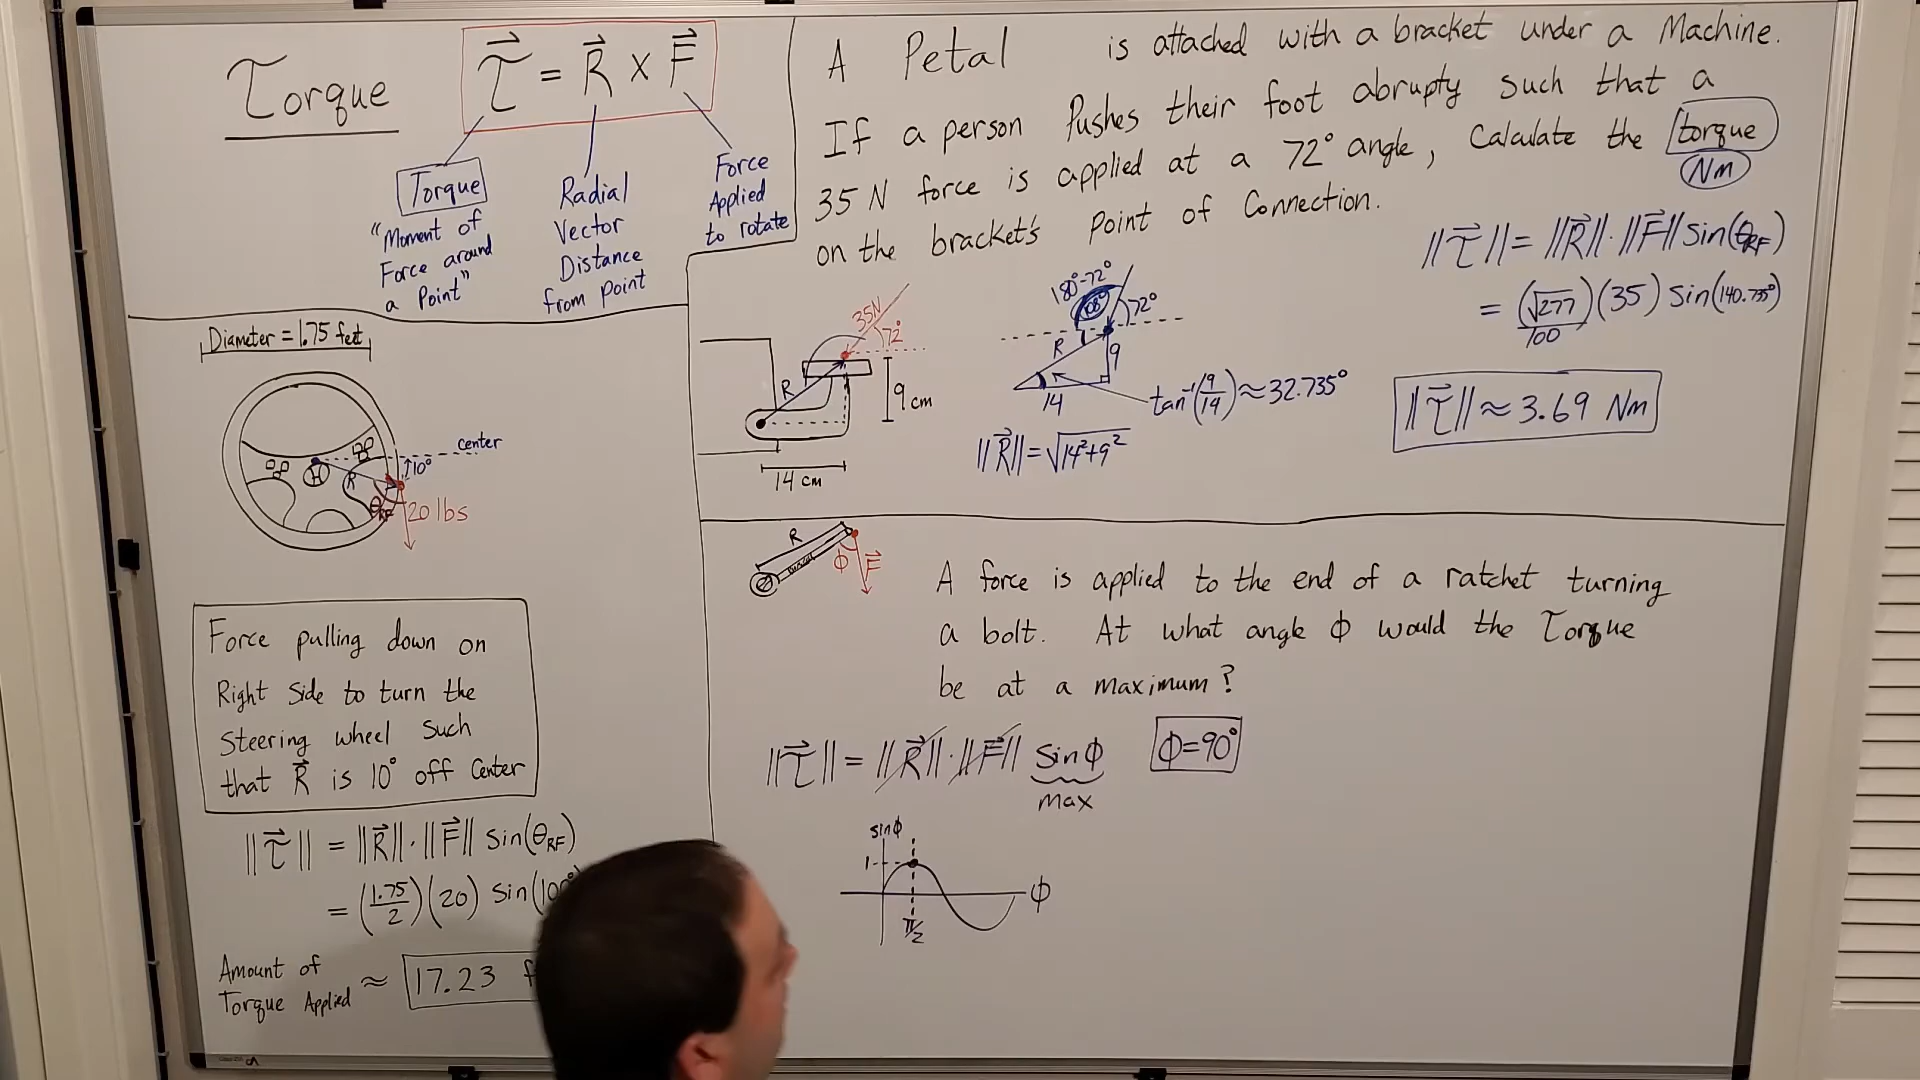 Torque
τ = R × F
Torque
"Moment of
Force around
a Point"
Radial
Vector
Distance
from point
Force
Applied
to rotate
A Petal is attached with a bracket under a Machine.
If a person Pushes their foot abrupty such that a
35 N force is applied at a 72° angle, Calculate the torque
Nm
on the bracket's Point of Connection.
||τ|| = ||R||·||F|| sin(θRF)
= (√277/100)(35) sin(140.735°)
||τ|| ≈ 3.69 Nm
35N
72°
R
9 cm
14 cm
180°-72°
108°
72°
R
9
14
tan⁻¹(9/14) ≈ 32.735°
||R|| = √14²+9²
Diameter = 1.75 feet
center
10°
H
R
θRF
20 lbs
Force pulling down on
Right Side to turn the
Steering wheel Such
that R is 10° off Center
||τ|| = ||R||·||F|| Sin(θRF)
= (1.75/2)(20) Sin(100°
Amount of
Torque Applied ≈ 17.23 f
R
φ
F
A force is applied to the end of a ratchet turning
a bolt. At what angle φ would the Torque
be at a maximum?
||τ|| = ||R||·||F|| Sinφ
max
φ=90°
sinφ
1
π/2
φ